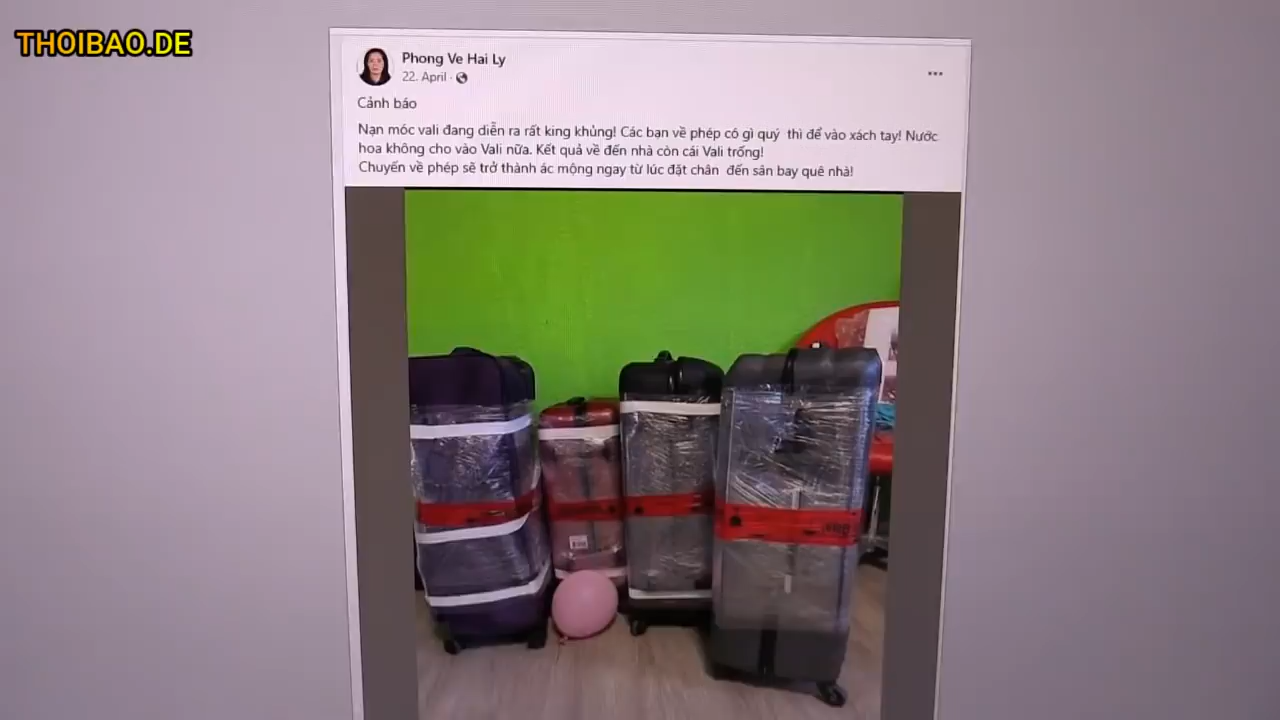 THOIBAO.DE
Phong Ve Hai Ly
22. April ·
Cảnh báo
Nạn móc vali đang diễn ra rất king khủng! Các bạn về phép có gì quý thì để vào xách tay! Nước
hoa không cho vào Vali nữa. Kết quả về đến nhà còn cái Vali trống!
Chuyến về phép sẽ trở thành ác mộng ngay từ lúc đặt chân đến sân bay quê nhà!